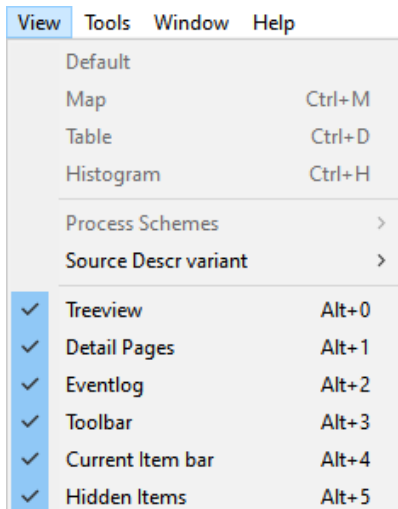 View Tools Window Help
Default
Map Ctrl+M
Table Ctrl+D
Histogram Ctrl+H
Process Schemes
Source Descr variant
Treeview Alt+0
Detail Pages Alt+1
Eventlog Alt+2
Toolbar Alt+3
Current Item bar Alt+4
Hidden Items Alt+5